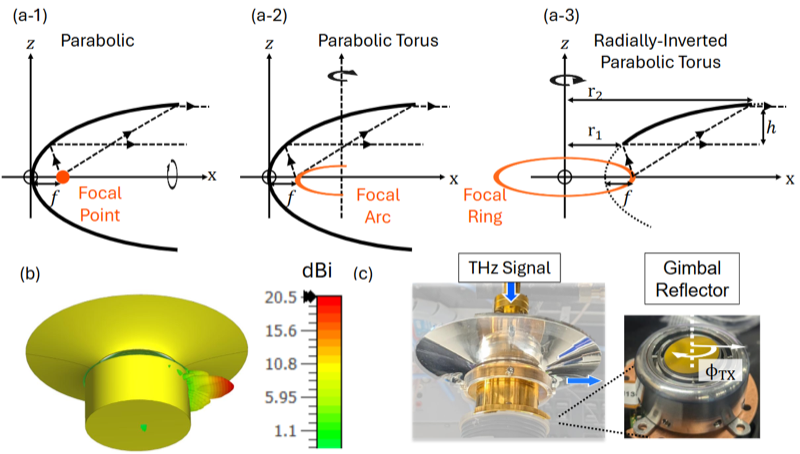 (a-1)
Parabolic
z
x
f
Focal
Point
(a-2)
Parabolic Torus
z
x
f
Focal
Arc
(a-3)
Radially-Inverted
Parabolic Torus
z
r₂
r₁
h
x
f
Focal
Ring
(b)
dBi
20.5
15.6
10.8
5.95
1.1
(c)
THz Signal
Gimbal
Reflector
ϕTX